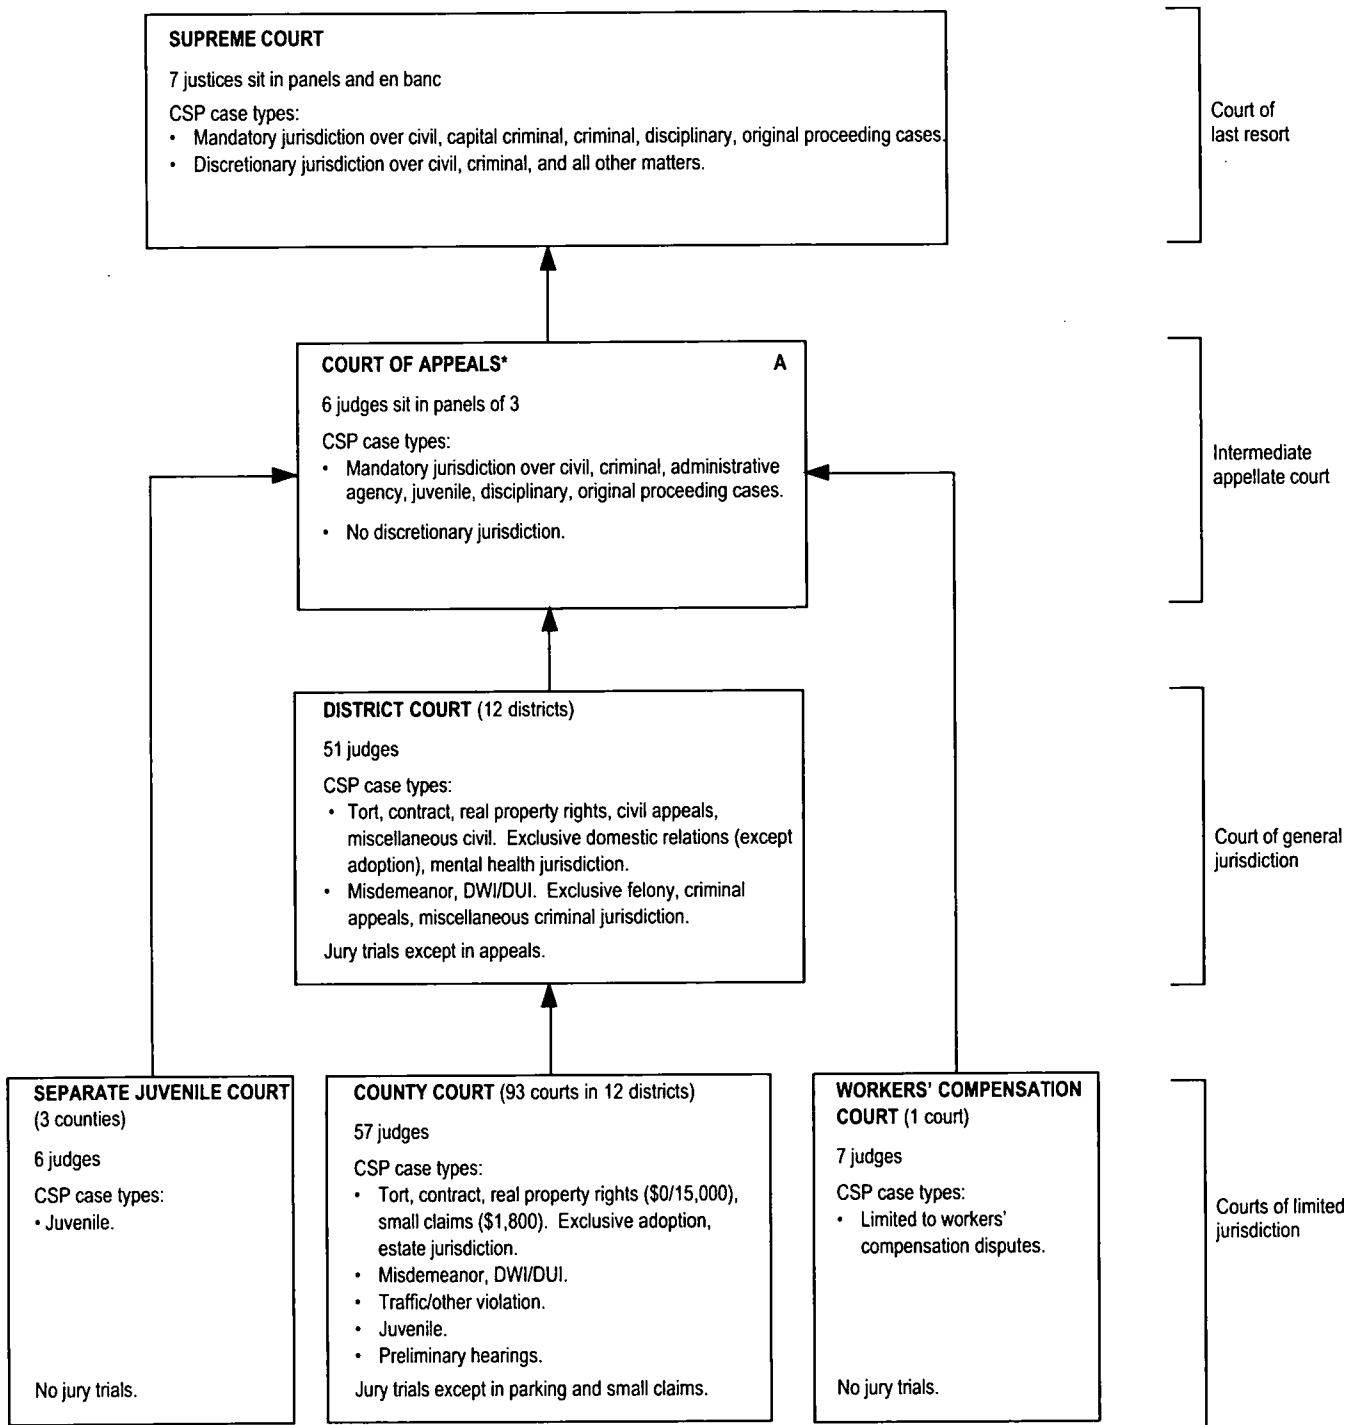 SUPREME COURT
7 justices sit in panels and en banc
CSP case types:
• Mandatory jurisdiction over civil, capital criminal, criminal, disciplinary, original proceeding cases.
• Discretionary jurisdiction over civil, criminal, and all other matters.
Court of
last resort
COURT OF APPEALS* A
6 judges sit in panels of 3
CSP case types:
• Mandatory jurisdiction over civil, criminal, administrative
agency, juvenile, disciplinary, original proceeding cases.
• No discretionary jurisdiction.
Intermediate
appellate court
DISTRICT COURT (12 districts)
51 judges
CSP case types:
• Tort, contract, real property rights, civil appeals,
miscellaneous civil. Exclusive domestic relations (except
adoption), mental health jurisdiction.
• Misdemeanor, DWI/DUI. Exclusive felony, criminal
appeals, miscellaneous criminal jurisdiction.
Jury trials except in appeals.
Court of general
jurisdiction
SEPARATE JUVENILE COURT
(3 counties)
6 judges
CSP case types:
• Juvenile.
No jury trials.
COUNTY COURT (93 courts in 12 districts)
57 judges
CSP case types:
• Tort, contract, real property rights ($0/15,000),
small claims ($1,800). Exclusive adoption,
estate jurisdiction.
• Misdemeanor, DWI/DUI.
• Traffic/other violation.
• Juvenile.
• Preliminary hearings.
Jury trials except in parking and small claims.
WORKERS' COMPENSATION
COURT (1 court)
7 judges
CSP case types:
• Limited to workers'
compensation disputes.
No jury trials.
Courts of limited
jurisdiction